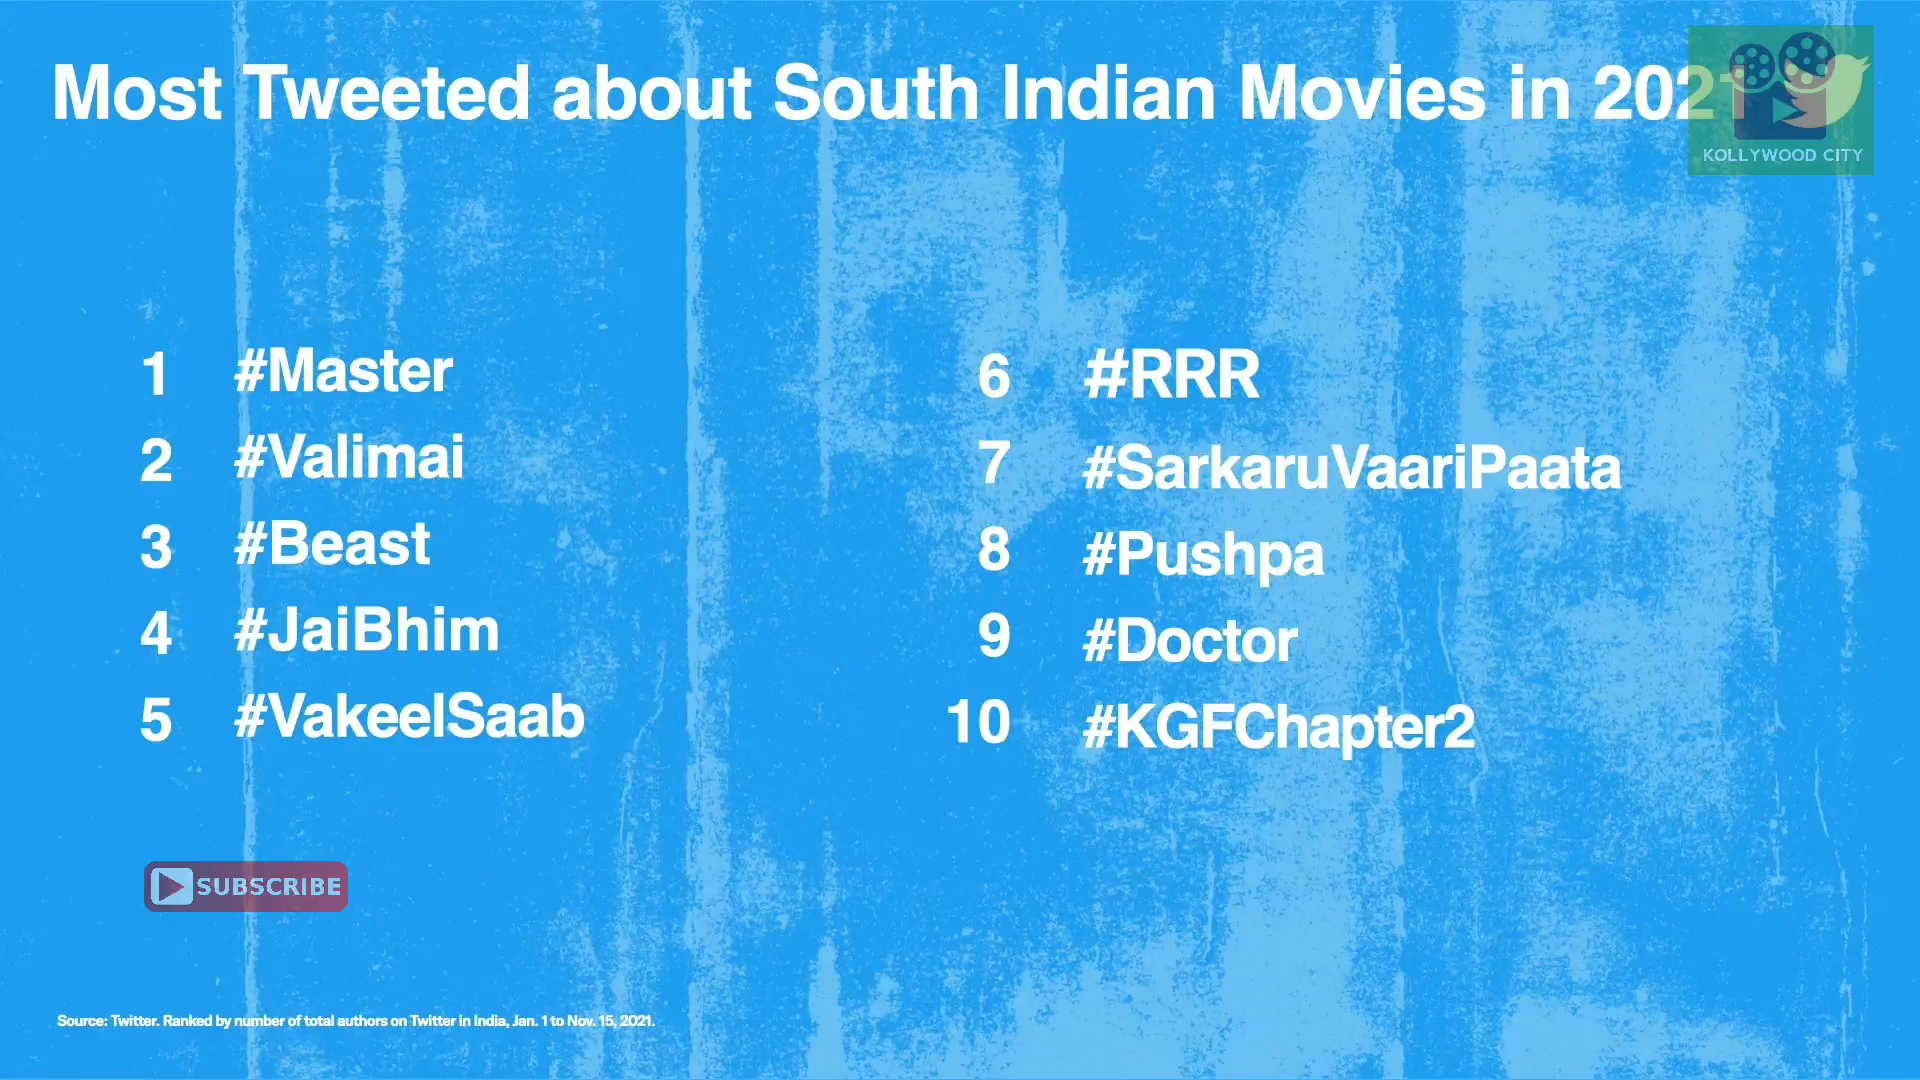 Most Tweeted about South Indian Movies in 2021
KOLLYWOOD CITY
1 #Master
2 #Valimai
3 #Beast
4 #JaiBhim
5 #VakeelSaab
6 #RRR
7 #SarkaruVaariPaata
8 #Pushpa
9 #Doctor
10 #KGFChapter2
SUBSCRIBE
Source: Twitter. Ranked by number of total authors on Twitter in India, Jan. 1 to Nov. 15, 2021.